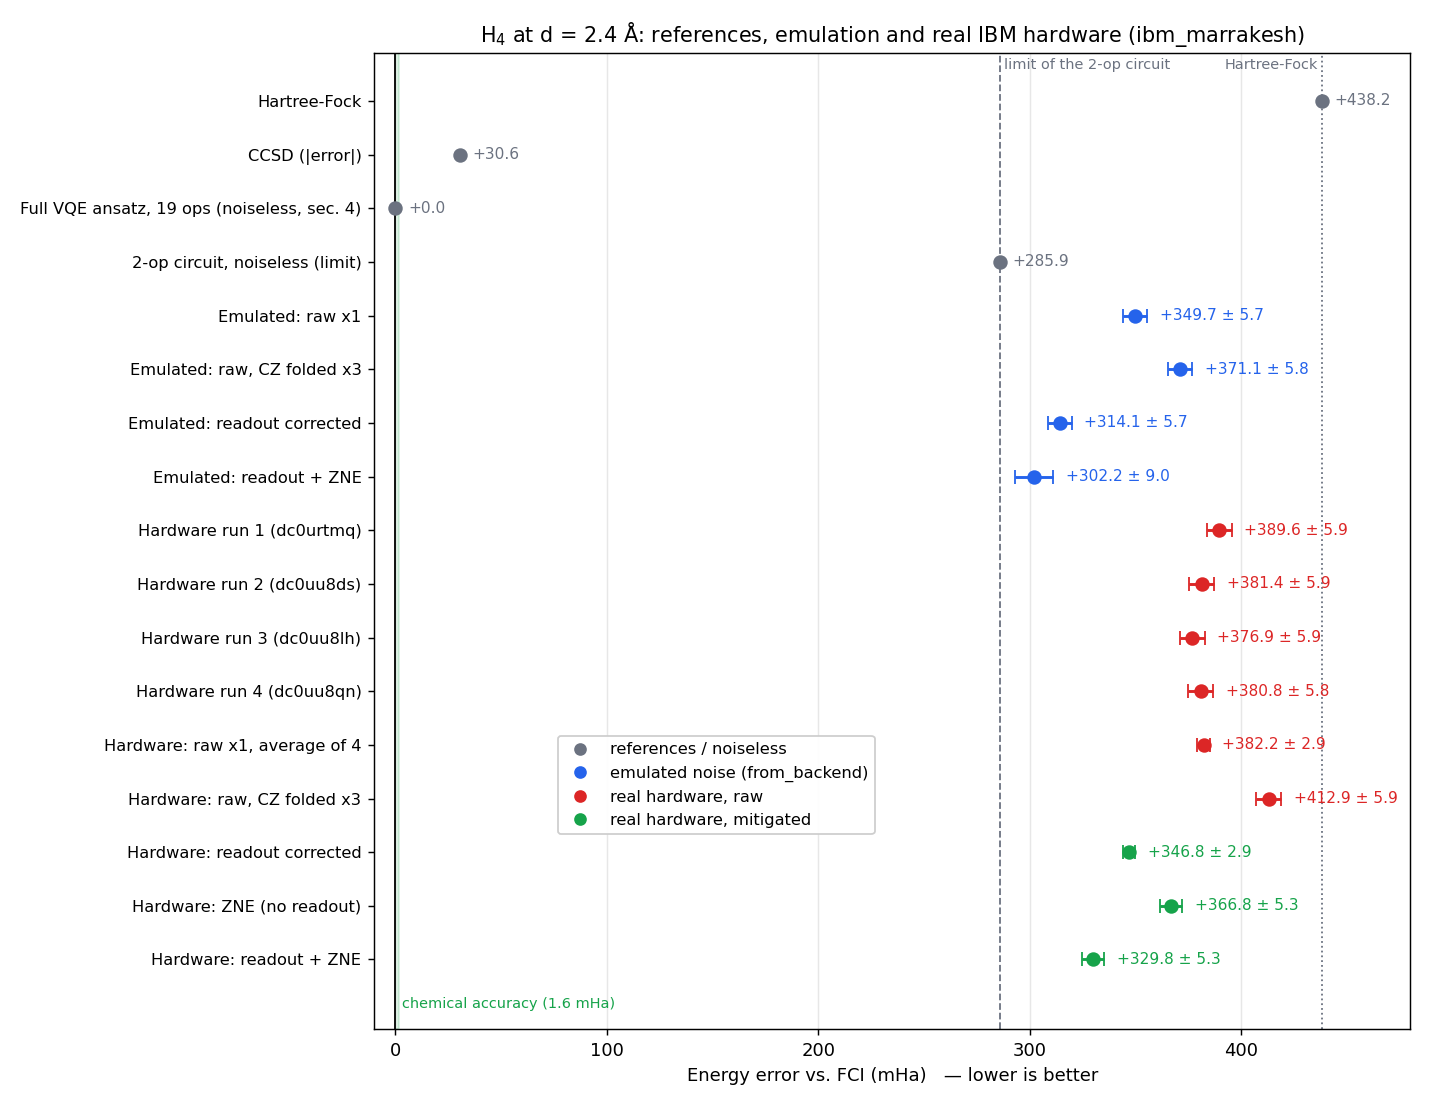 H₄ at d = 2.4 Å: references, emulation and real IBM hardware (ibm_marrakesh)
limit of the 2-op circuit
Hartree-Fock
Hartree-Fock
+438.2
CCSD (|error|)
+30.6
Full VQE ansatz, 19 ops (noiseless, sec. 4)
+0.0
2-op circuit, noiseless (limit)
+285.9
Emulated: raw x1
+349.7 ± 5.7
Emulated: raw, CZ folded x3
+371.1 ± 5.8
Emulated: readout corrected
+314.1 ± 5.7
Emulated: readout + ZNE
+302.2 ± 9.0
Hardware run 1 (dc0urtmq)
+389.6 ± 5.9
Hardware run 2 (dc0uu8ds)
+381.4 ± 5.9
Hardware run 3 (dc0uu8lh)
+376.9 ± 5.9
Hardware run 4 (dc0uu8qn)
+380.8 ± 5.8
Hardware: raw x1, average of 4
+382.2 ± 2.9
Hardware: raw, CZ folded x3
+412.9 ± 5.9
Hardware: readout corrected
+346.8 ± 2.9
Hardware: ZNE (no readout)
+366.8 ± 5.3
Hardware: readout + ZNE
+329.8 ± 5.3
references / noiseless
emulated noise (from_backend)
real hardware, raw
real hardware, mitigated
chemical accuracy (1.6 mHa)
0
100
200
300
400
Energy error vs. FCI (mHa) — lower is better